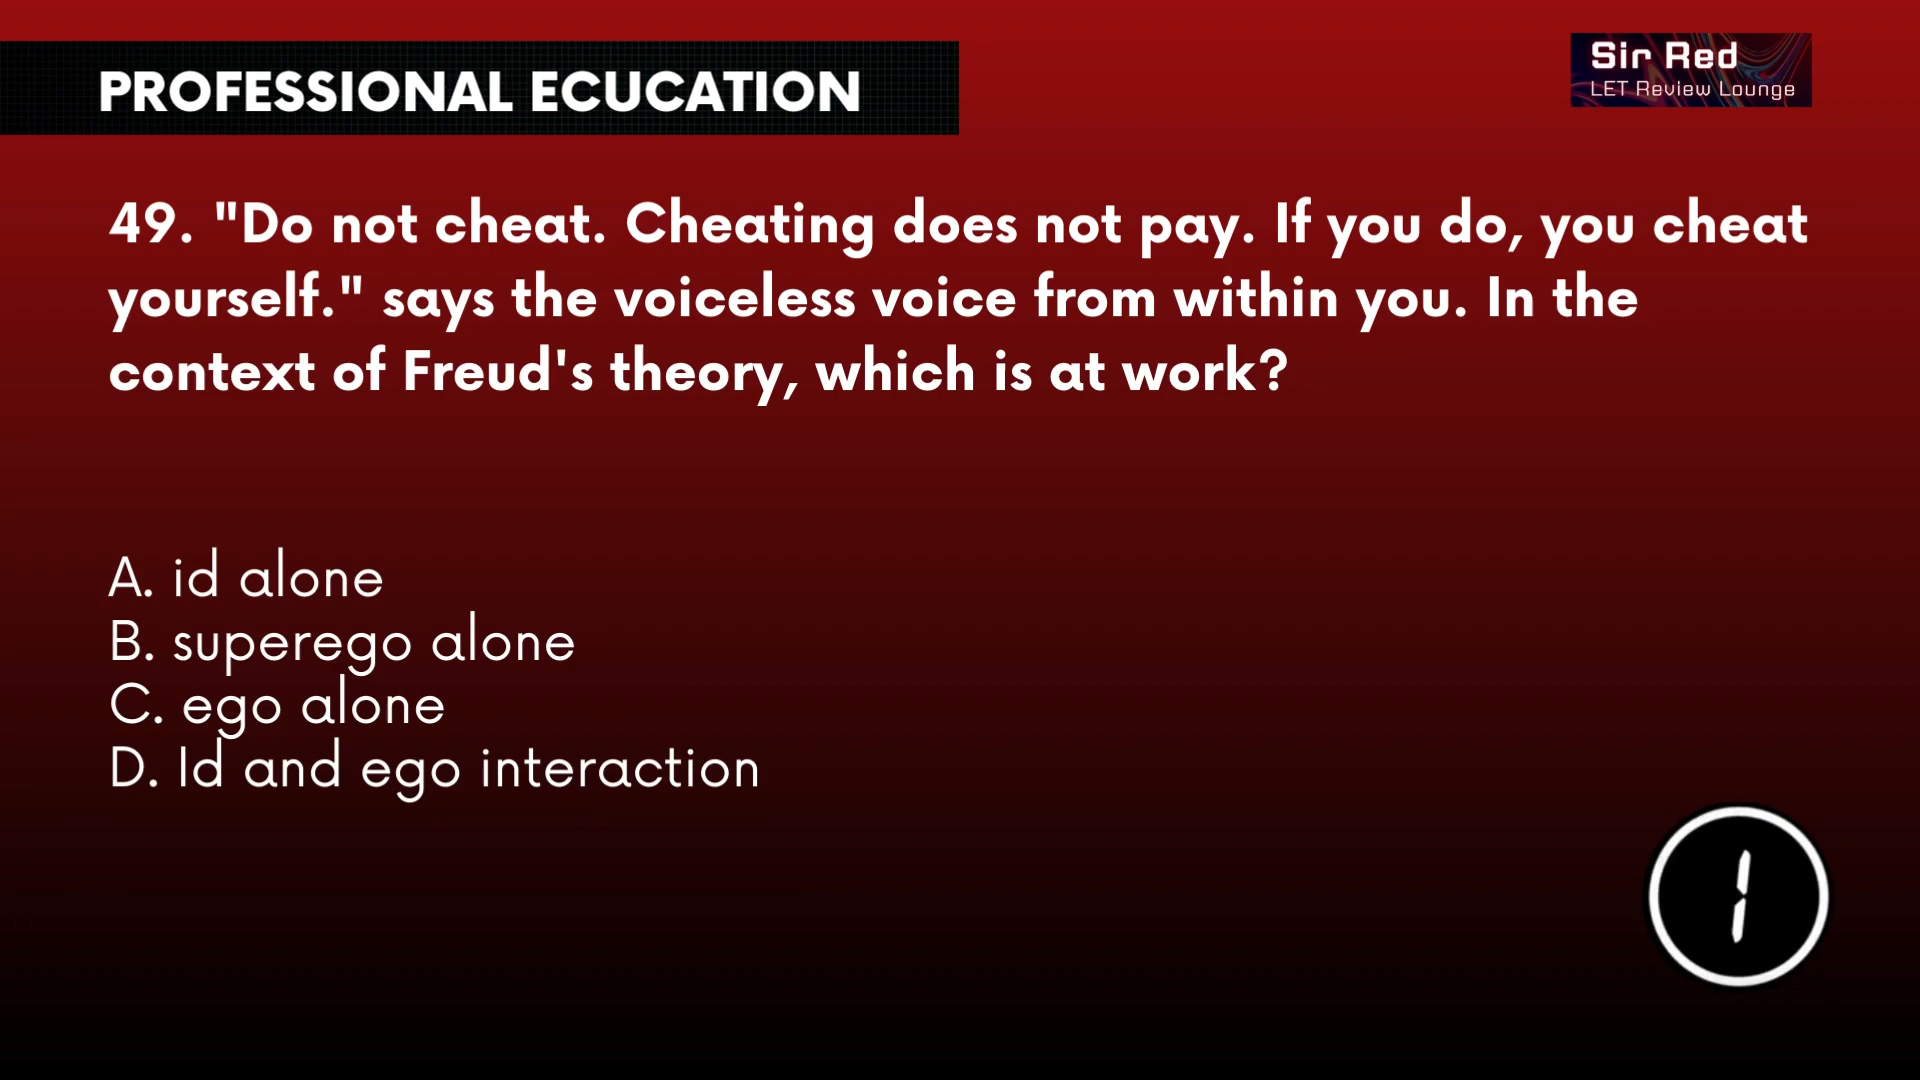 PROFESSIONAL ECUCATION
Sir Red
LET Review Lounge
49. "Do not cheat. Cheating does not pay. If you do, you cheat
yourself." says the voiceless voice from within you. In the
context of Freud's theory, which is at work?
A. id alone
B. superego alone
C. ego alone
D. Id and ego interaction
1